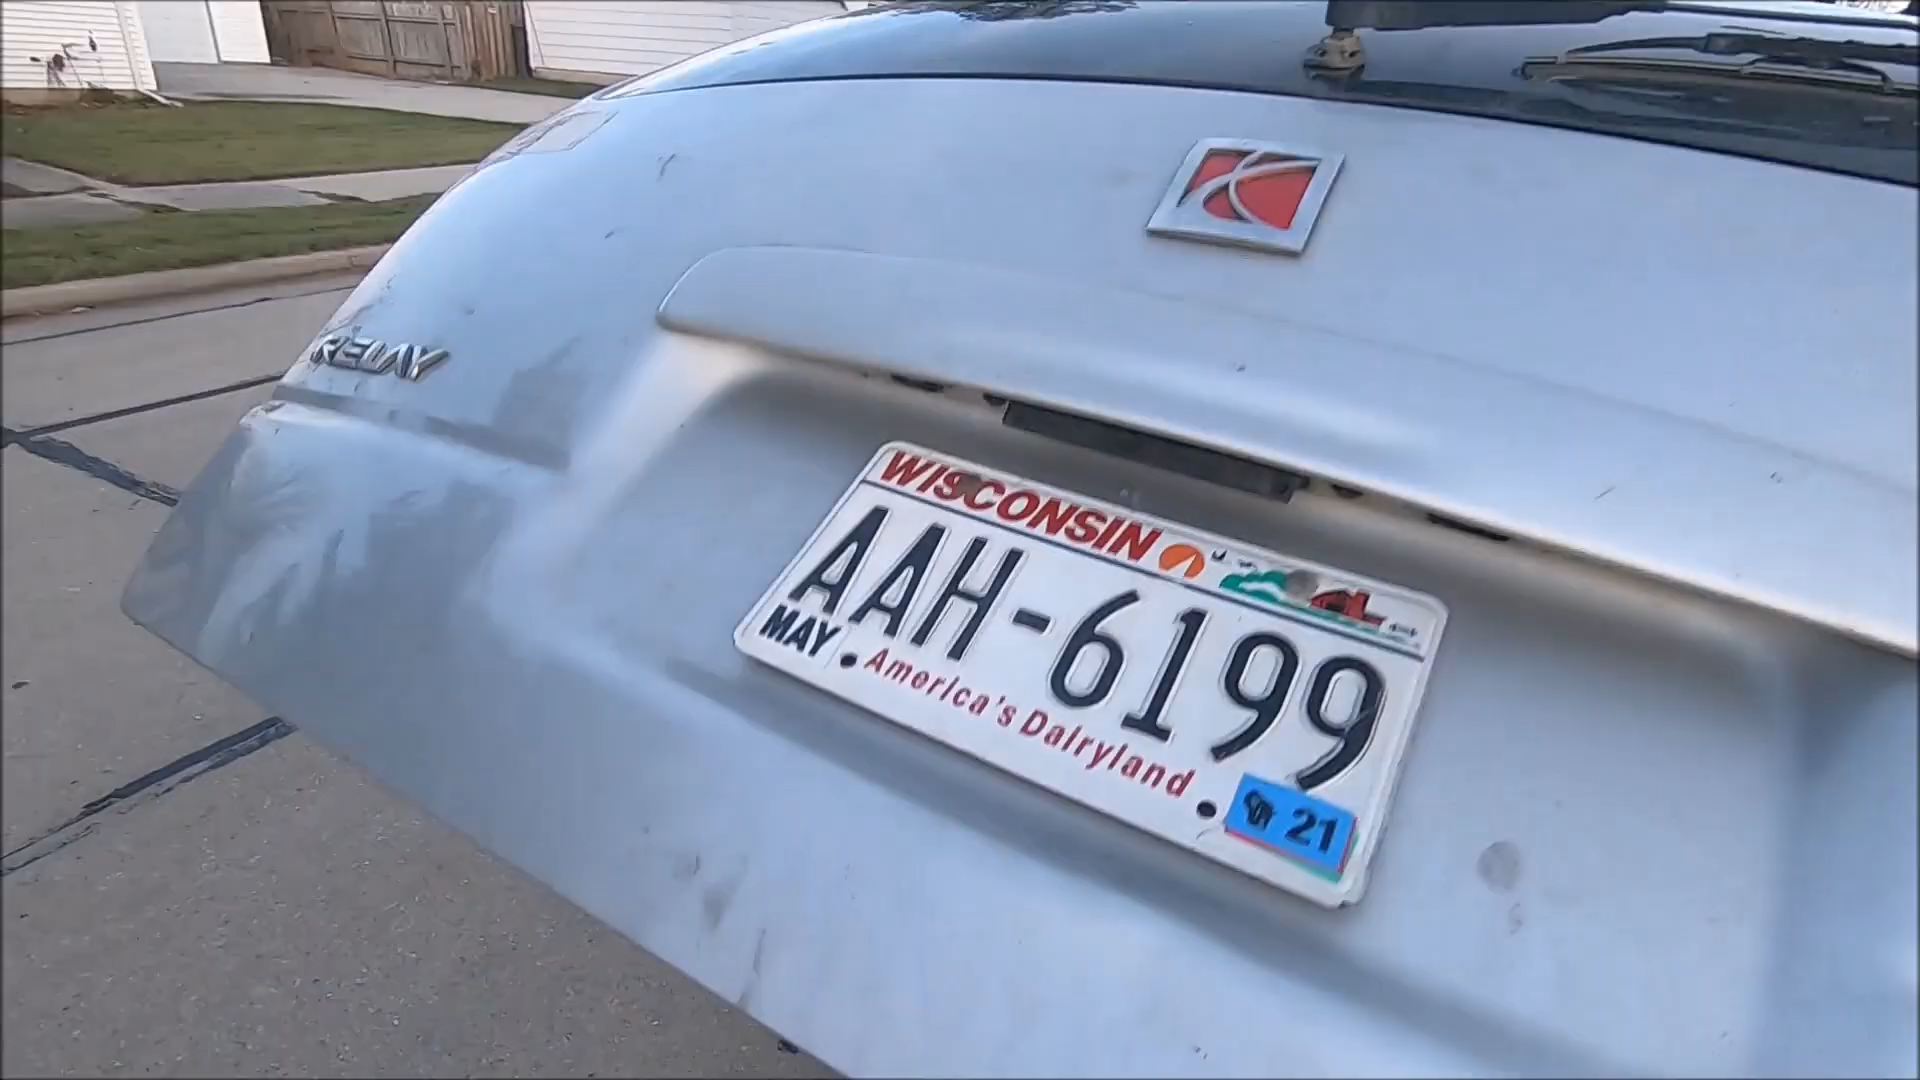 RELAY
WISCONSIN
AAH-6199
MAY
America's Dairyland
21